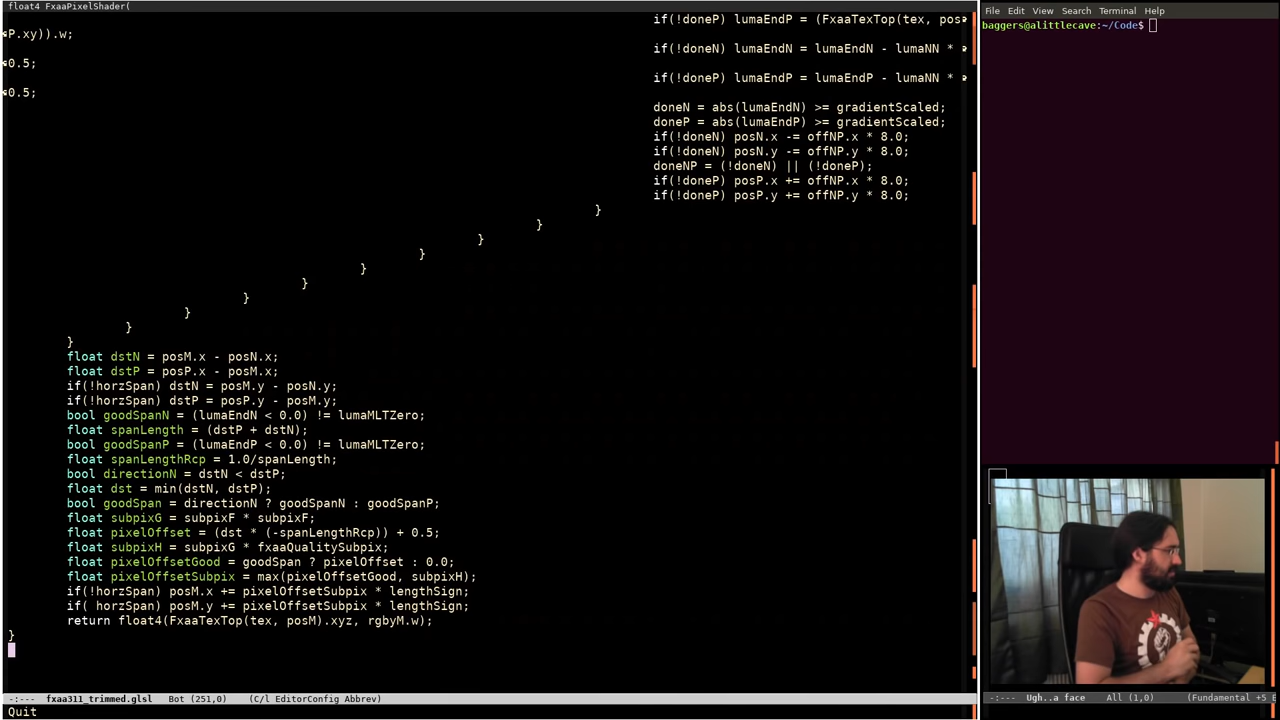 float4 FxaaPixelShader(
if(!doneP) lumaEndP = (FxaaTexTop(tex, pos
P.xy)).w;
if(!doneN) lumaEndN = lumaEndN - lumaNN *
0.5;
if(!doneP) lumaEndP = lumaEndP - lumaNN *
0.5;
doneN = abs(lumaEndN) >= gradientScaled;
doneP = abs(lumaEndP) >= gradientScaled;
if(!doneN) posN.x -= offNP.x * 8.0;
if(!doneN) posN.y -= offNP.y * 8.0;
doneNP = (!doneN) || (!doneP);
if(!doneP) posP.x += offNP.x * 8.0;
if(!doneP) posP.y += offNP.y * 8.0;
}
}
}
}
}
}
}
}
}
}
float dstN = posM.x - posN.x;
float dstP = posP.x - posM.x;
if(!horzSpan) dstN = posM.y - posN.y;
if(!horzSpan) dstP = posP.y - posM.y;
bool goodSpanN = (lumaEndN < 0.0) != lumaMLTZero;
float spanLength = (dstP + dstN);
bool goodSpanP = (lumaEndP < 0.0) != lumaMLTZero;
float spanLengthRcp = 1.0/spanLength;
bool directionN = dstN < dstP;
float dst = min(dstN, dstP);
bool goodSpan = directionN ? goodSpanN : goodSpanP;
float subpixG = subpixF * subpixF;
float pixelOffset = (dst * (-spanLengthRcp)) + 0.5;
float subpixH = subpixG * fxaaQualitySubpix;
float pixelOffsetGood = goodSpan ? pixelOffset : 0.0;
float pixelOffsetSubpix = max(pixelOffsetGood, subpixH);
if(!horzSpan) posM.x += pixelOffsetSubpix * lengthSign;
if( horzSpan) posM.y += pixelOffsetSubpix * lengthSign;
return float4(FxaaTexTop(tex, posM).xyz, rgbyM.w);
}
-:--- fxaa311_trimmed.glsl Bot (251,0) (C/l EditorConfig Abbrev)
Quit
File Edit View Search Terminal Help
baggers@alittlecave:~/Code$
-:--- Ugh..a face All (1,0) (Fundamental +5 E